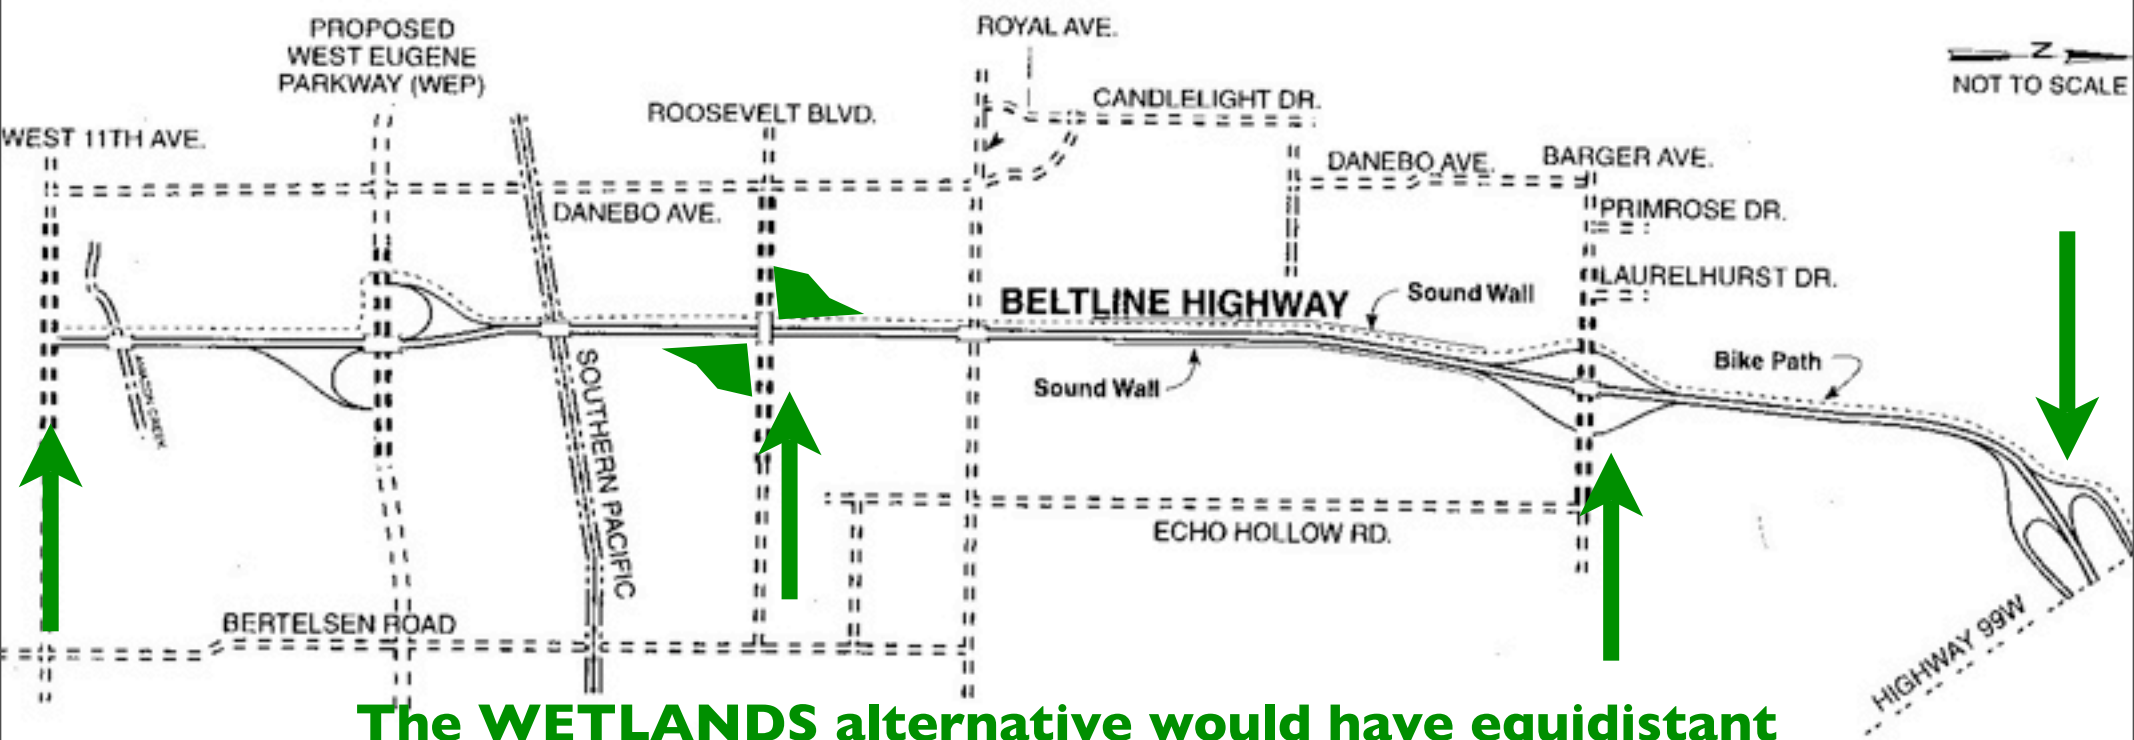 PROPOSED
WEST EUGENE
PARKWAY (WEP)
ROYAL AVE.
N
NOT TO SCALE
WEST 11TH AVE.
ROOSEVELT BLVD.
CANDLELIGHT DR.
DANEBO AVE.
BARGER AVE.
DANEBO AVE.
PRIMROSE DR.
LAURELHURST DR.
BELTLINE HIGHWAY
Sound Wall
Sound Wall
Bike Path
AMAZON CREEK
SOUTHERN PACIFIC
ECHO HOLLOW RD.
BERTELSEN ROAD
HIGHWAY 99W
The WETLANDS alternative would have equidistant